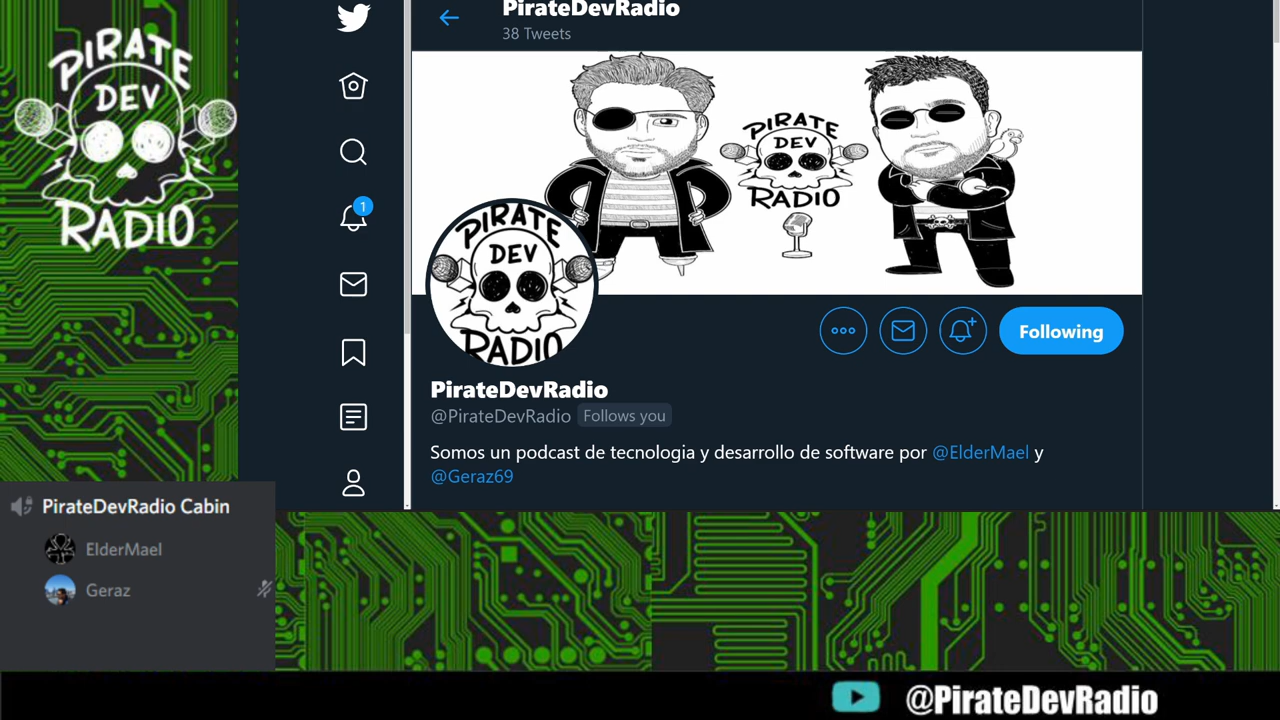 PIRATE
DEV
RADIO
PirateDevRadio
38 Tweets
PIRATE
DEV
RADIO
1
PIRATE
DEV
RADIO
Following
PirateDevRadio
@PirateDevRadio Follows you
Somos un podcast de tecnologia y desarrollo de software por @ElderMael y
@Geraz69
PirateDevRadio Cabin
ElderMael
Geraz
@PirateDevRadio